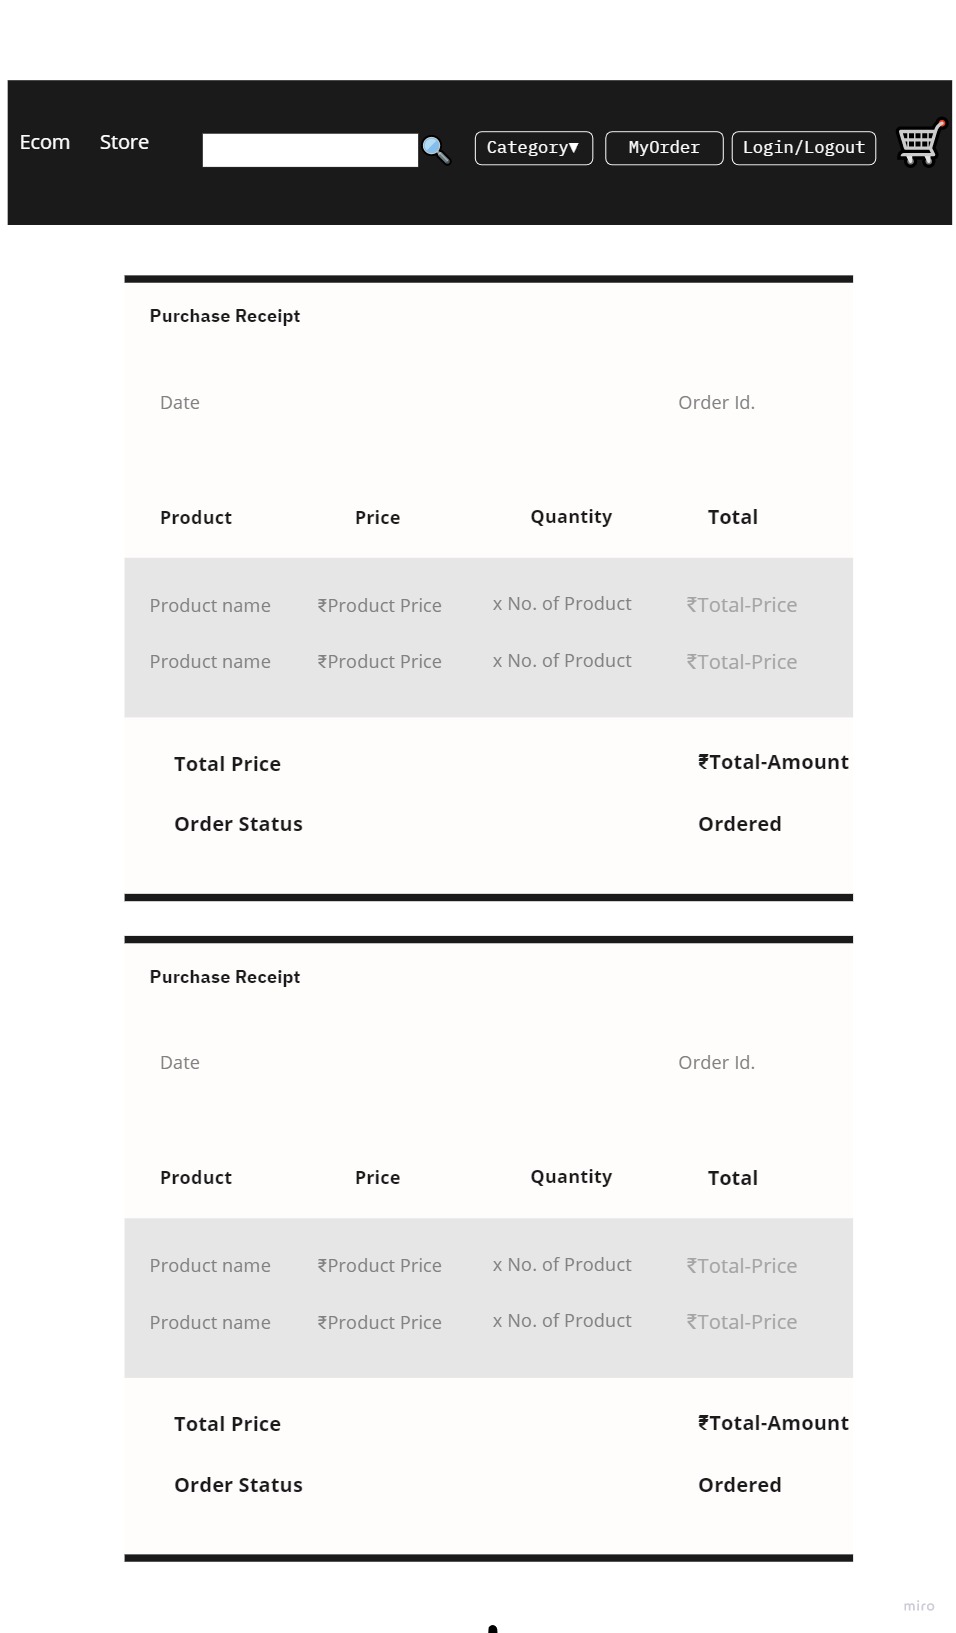 Ecom Store Category▼ MyOrder Login/Logout
Purchase Receipt
Date Order Id.
Product Price Quantity Total
Product name ₹Product Price x No. of Product ₹Total-Price
Product name ₹Product Price x No. of Product ₹Total-Price
Total Price ₹Total-Amount
Order Status Ordered
Purchase Receipt
Date Order Id.
Product Price Quantity Total
Product name ₹Product Price x No. of Product ₹Total-Price
Product name ₹Product Price x No. of Product ₹Total-Price
Total Price ₹Total-Amount
Order Status Ordered
miro